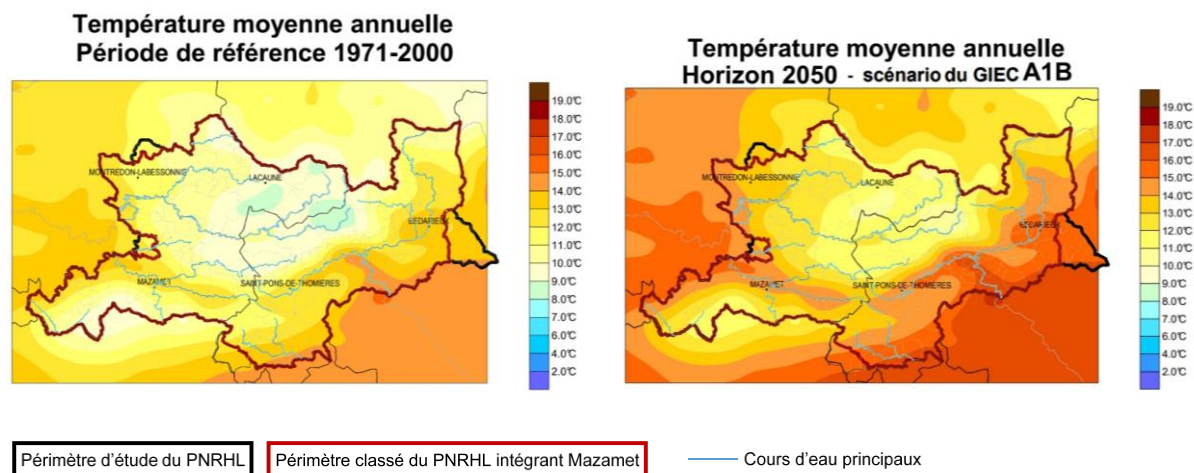 Température moyenne annuelle
Période de référence 1971-2000
19.0°C
18.0°C
17.0°C
16.0°C
15.0°C
14.0°C
13.0°C
12.0°C
11.0°C
10.0°C
9.0°C
8.0°C
7.0°C
6.0°C
4.0°C
2.0°C
MONTREDON-LABESSONNIE
LACAUNE
BEDARIEUX
MAZAMET
SAINT-PONS-DE-THOMIERES
Température moyenne annuelle
Horizon 2050 - scénario du GIEC A1B
19.0°C
18.0°C
17.0°C
16.0°C
15.0°C
14.0°C
13.0°C
12.0°C
11.0°C
10.0°C
9.0°C
8.0°C
7.0°C
6.0°C
4.0°C
2.0°C
MONTREDON-LABESSONNIE
LACAUNE
BEDARIEUX
MAZAMET
SAINT-PONS-DE-THOMIERES
Périmètre d'étude du PNRHL
Périmètre classé du PNRHL intégrant Mazamet
Cours d'eau principaux